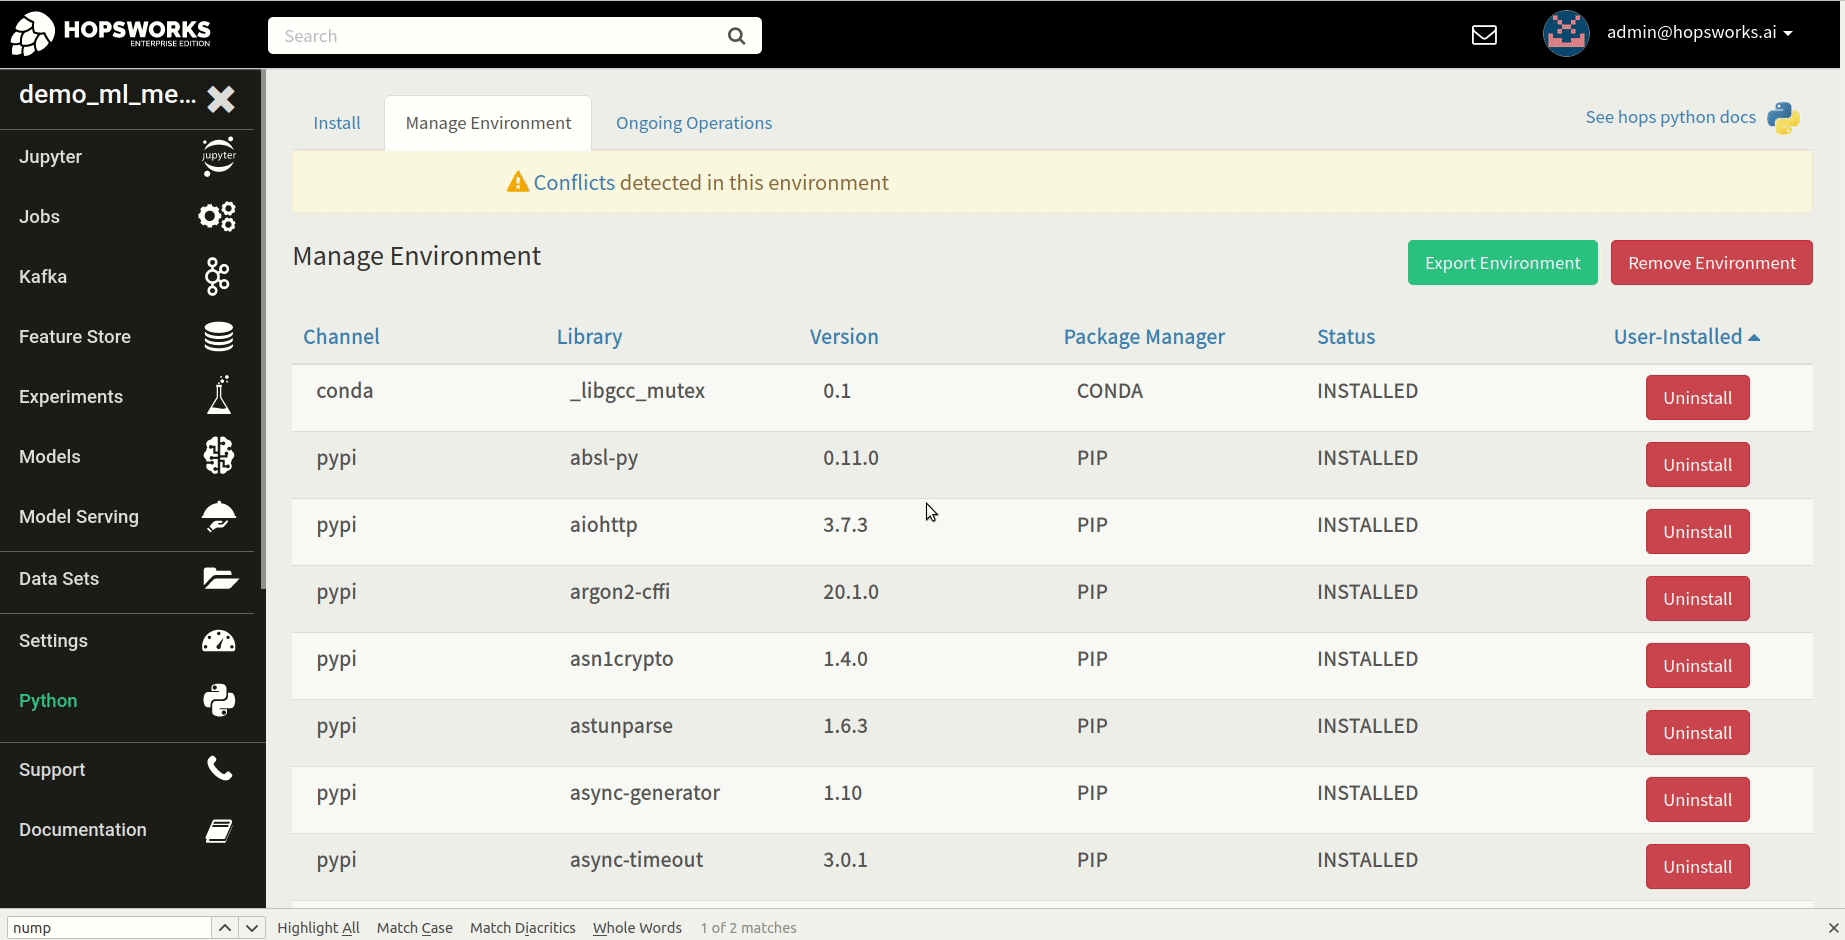 HOPSWORKS
ENTERPRISE EDITION
Search
admin@hopsworks.ai
demo_ml_me...
Jupyter
jupyter
Jobs
Kafka
Feature Store
Experiments
Models
Model Serving
Data Sets
Settings
Python
Support
Documentation
Install Manage Environment Ongoing Operations
See hops python docs
Conflicts detected in this environment
Manage Environment
Export Environment Remove Environment
Channel Library Version Package Manager Status User-Installed
conda _libgcc_mutex 0.1 CONDA INSTALLED Uninstall
pypi absl-py 0.11.0 PIP INSTALLED Uninstall
pypi aiohttp 3.7.3 PIP INSTALLED Uninstall
pypi argon2-cffi 20.1.0 PIP INSTALLED Uninstall
pypi asn1crypto 1.4.0 PIP INSTALLED Uninstall
pypi astunparse 1.6.3 PIP INSTALLED Uninstall
pypi async-generator 1.10 PIP INSTALLED Uninstall
pypi async-timeout 3.0.1 PIP INSTALLED Uninstall
nump Highlight All Match Case Match Diacritics Whole Words 1 of 2 matches